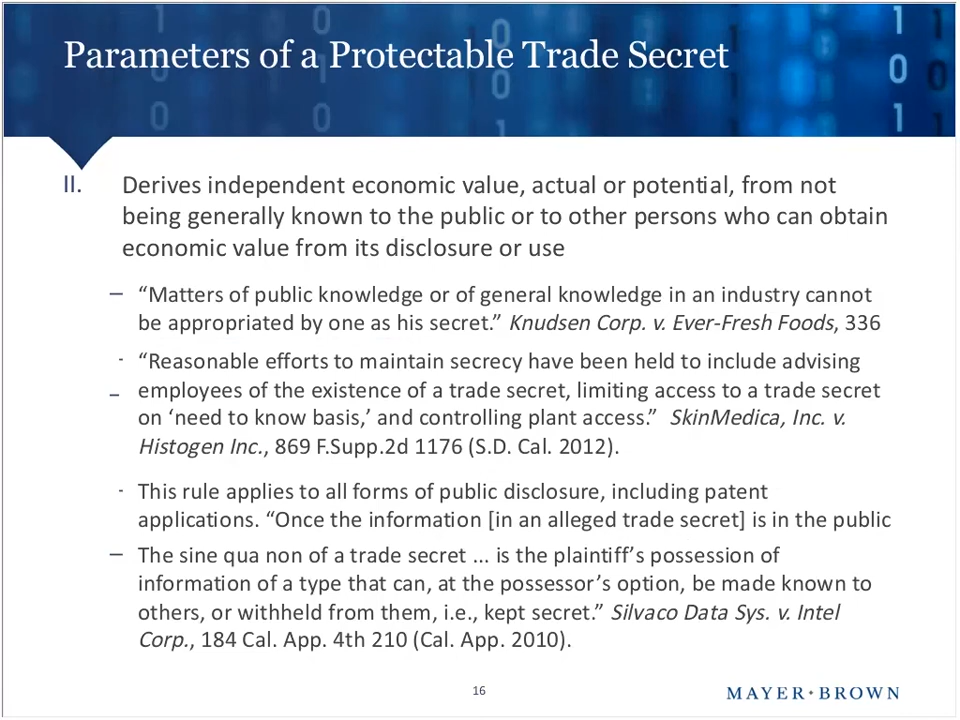 Parameters of a Protectable Trade Secret
II. Derives independent economic value, actual or potential, from not
being generally known to the public or to other persons who can obtain
economic value from its disclosure or use
– “Matters of public knowledge or of general knowledge in an industry cannot
be appropriated by one as his secret.” Knudsen Corp. v. Ever-Fresh Foods, 336
- “Reasonable efforts to maintain secrecy have been held to include advising
– employees of the existence of a trade secret, limiting access to a trade secret
on ‘need to know basis,’ and controlling plant access.” SkinMedica, Inc. v.
Histogen Inc., 869 F.Supp.2d 1176 (S.D. Cal. 2012).
- This rule applies to all forms of public disclosure, including patent
applications. “Once the information [in an alleged trade secret] is in the public
– The sine qua non of a trade secret ... is the plaintiff’s possession of
information of a type that can, at the possessor’s option, be made known to
others, or withheld from them, i.e., kept secret.” Silvaco Data Sys. v. Intel
Corp., 184 Cal. App. 4th 210 (Cal. App. 2010).
16
MAYER•BROWN